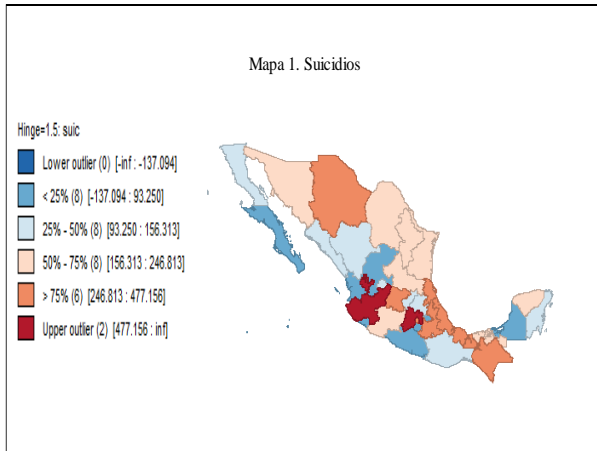 Mapa 1. Suicidios
Hinge=1.5: suic
Lower outlier (0) [-inf : -137.094]
< 25% (8) [-137.094 : 93.250]
25% - 50% (8) [93.250 : 156.313]
50% - 75% (8) [156.313 : 246.813]
> 75% (6) [246.813 : 477.156]
Upper outlier (2) [477.156 : inf]